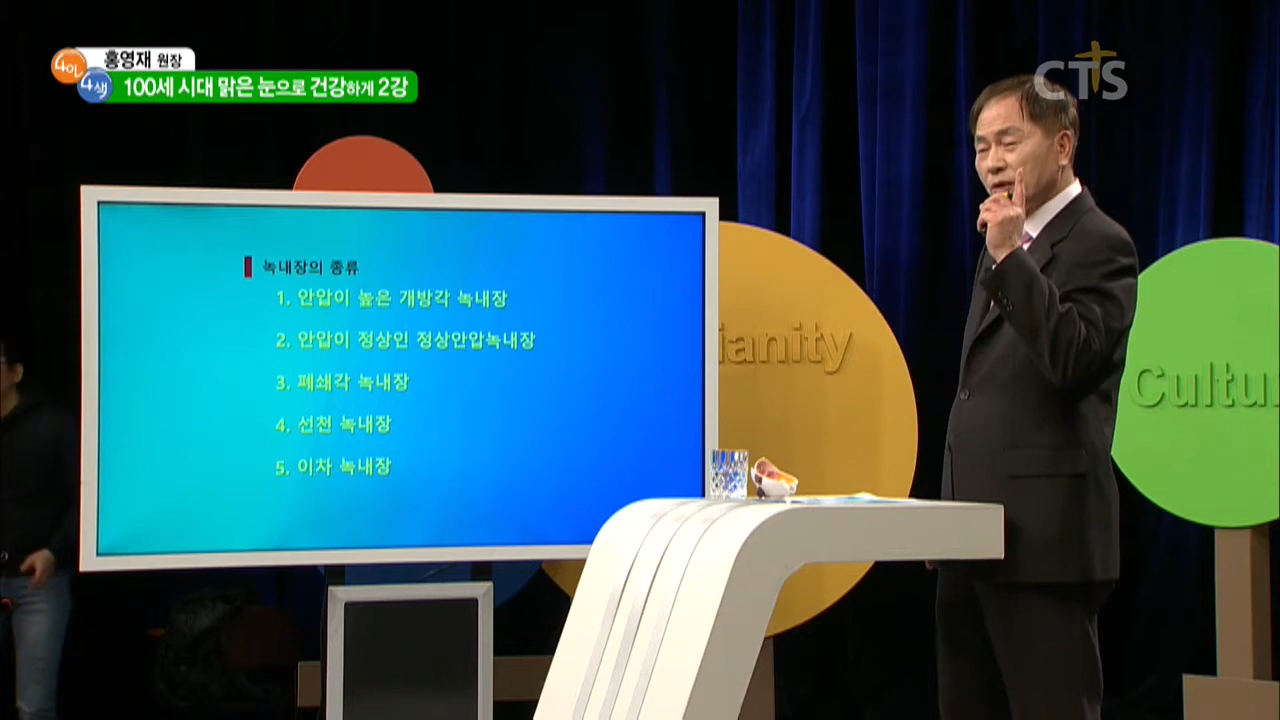 4인
4색
홍영재 원장
100세 시대 맑은 눈으로 건강하게 2강
CTS
녹내장의 종류
1. 안압이 높은 개방각 녹내장
2. 안압이 정상인 정상안압녹내장
3. 폐쇄각 녹내장
4. 선천 녹내장
5. 이차 녹내장
ianity
Cultu